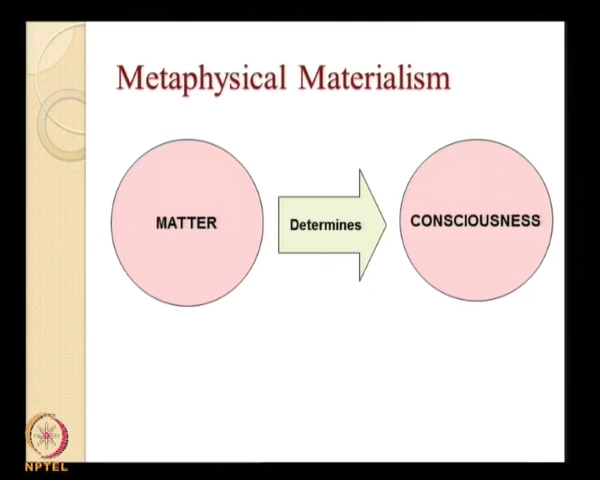 Metaphysical Materialism
MATTER
Determines
CONSCIOUSNESS
NPTEL